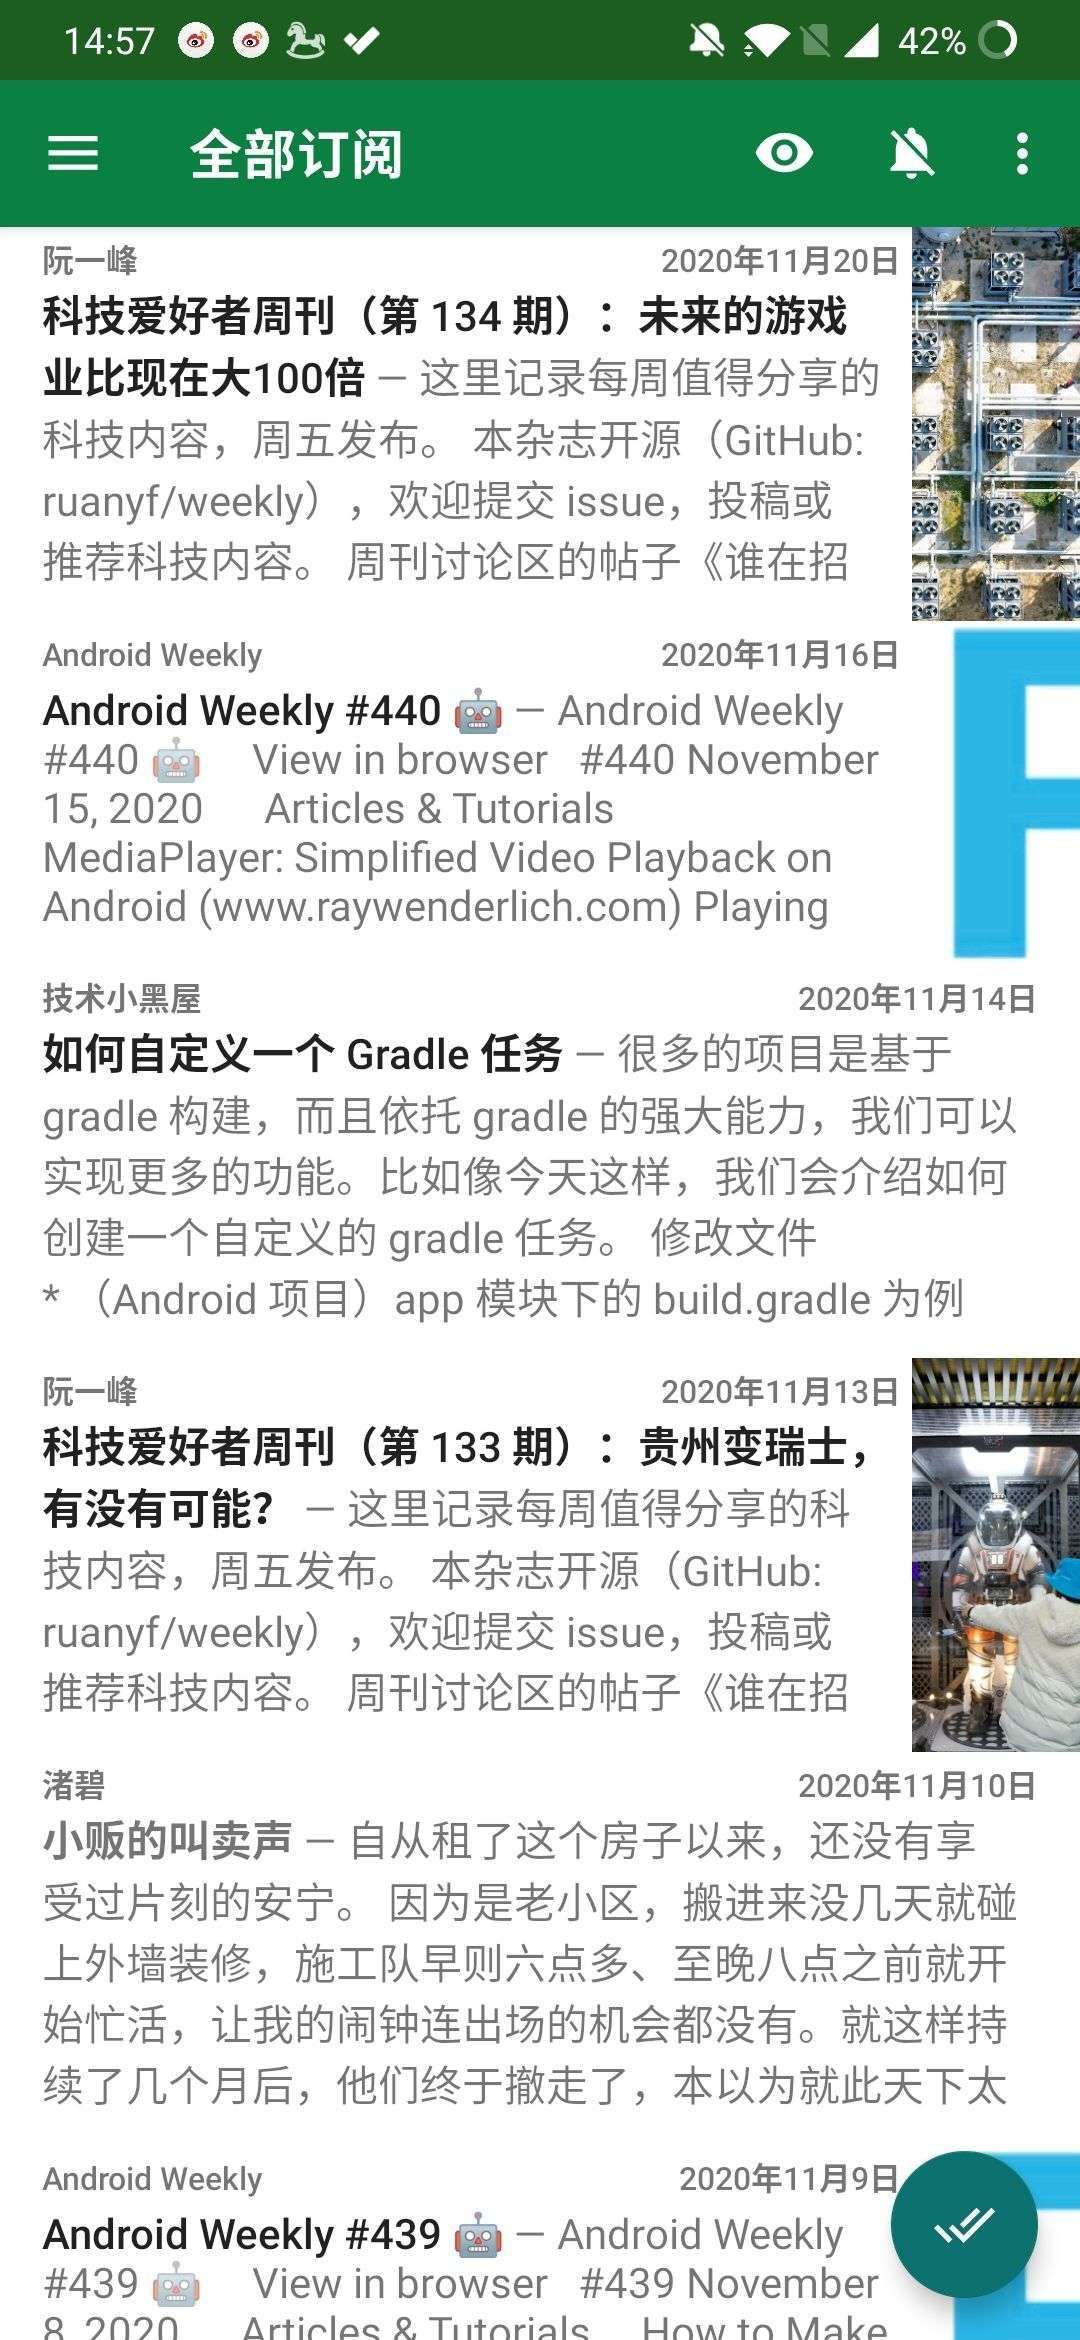 14:57
42%
全部订阅
阮一峰 2020年11月20日
科技爱好者周刊（第 134 期）：未来的游戏
业比现在大100倍 — 这里记录每周值得分享的
科技内容，周五发布。 本杂志开源（GitHub:
ruanyf/weekly），欢迎提交 issue，投稿或
推荐科技内容。 周刊讨论区的帖子《谁在招
Android Weekly 2020年11月16日
Android Weekly #440 🤖 — Android Weekly
#440 🤖 View in browser #440 November
15, 2020 Articles & Tutorials
MediaPlayer: Simplified Video Playback on
Android (www.raywenderlich.com) Playing
技术小黑屋 2020年11月14日
如何自定义一个 Gradle 任务 — 很多的项目是基于
gradle 构建，而且依托 gradle 的强大能力，我们可以
实现更多的功能。比如像今天这样，我们会介绍如何
创建一个自定义的 gradle 任务。 修改文件
* （Android 项目）app 模块下的 build.gradle 为例
阮一峰 2020年11月13日
科技爱好者周刊（第 133 期）：贵州变瑞士，
有没有可能？ — 这里记录每周值得分享的科
技内容，周五发布。 本杂志开源（GitHub:
ruanyf/weekly），欢迎提交 issue，投稿或
推荐科技内容。 周刊讨论区的帖子《谁在招
渚碧 2020年11月10日
小贩的叫卖声 — 自从租了这个房子以来，还没有享
受过片刻的安宁。 因为是老小区，搬进来没几天就碰
上外墙装修，施工队早则六点多、至晚八点之前就开
始忙活，让我的闹钟连出场的机会都没有。就这样持
续了几个月后，他们终于撤走了，本以为就此天下太
Android Weekly 2020年11月9日
Android Weekly #439 🤖 — Android Weekly
#439 🤖 View in browser #439 November
8, 2020 Articles & Tutorials How to Make